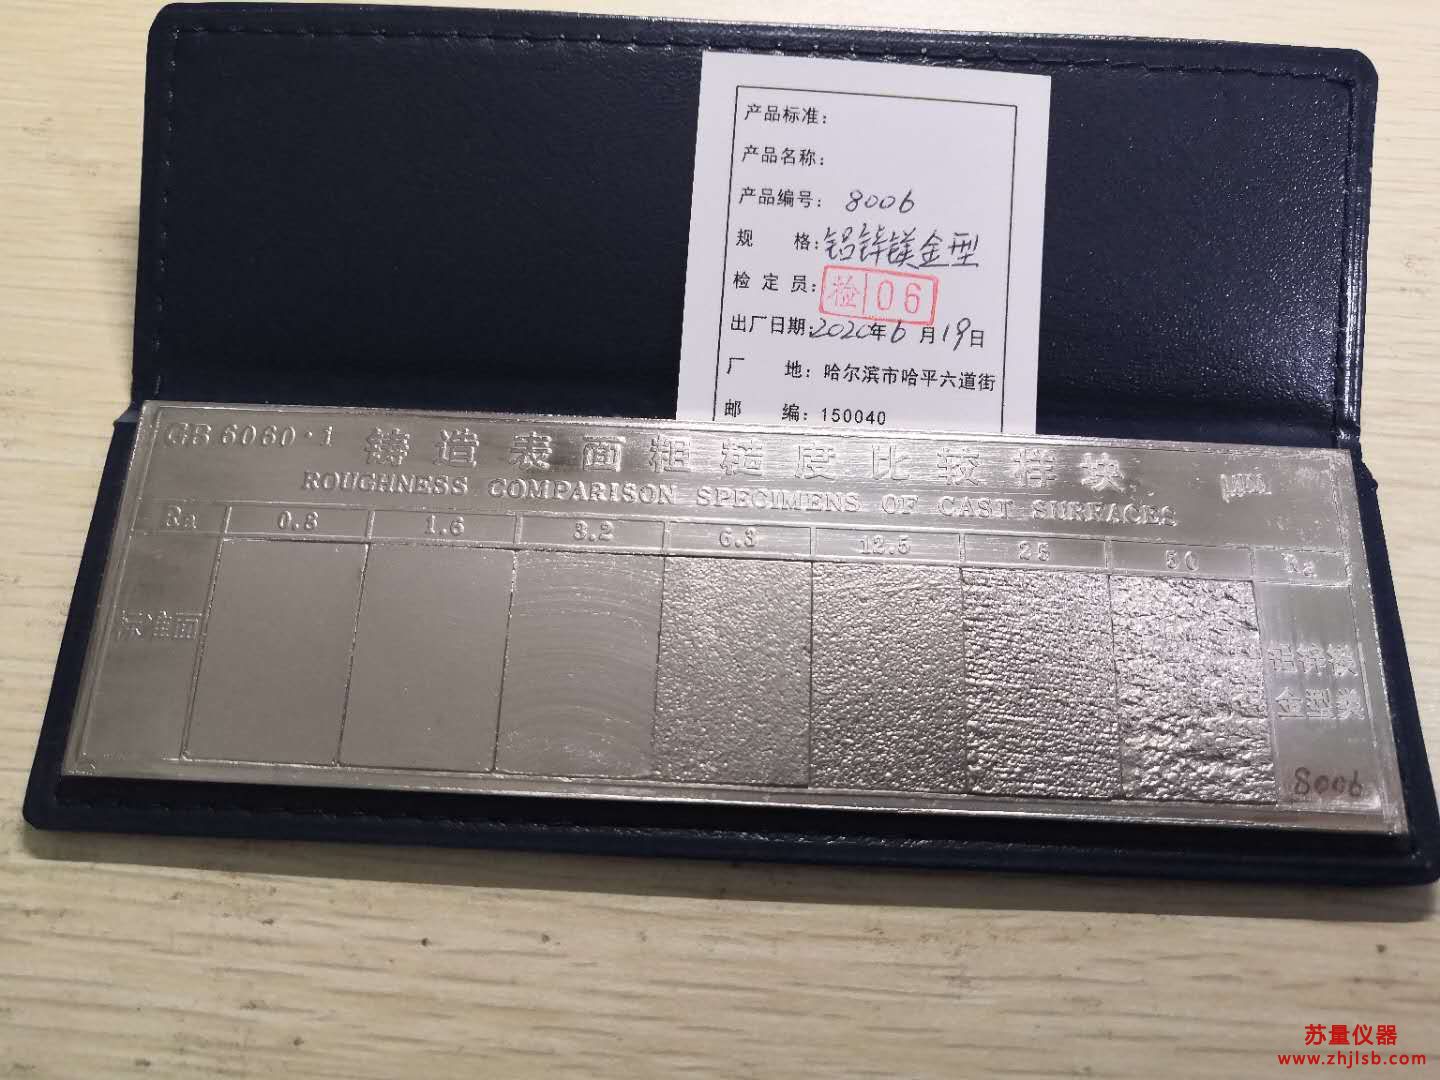 产品标准：
产品名称：
产品编号：8006
规 格：铝锌镁金型
检定员：检 06
出厂日期：2020年6月19日
厂 地：哈尔滨市哈平六道街
邮 编：150040
GB 6060·1 铸造表面粗糙度比较样块 μm
ROUGHNESS COMPARISON SPECIMENS OF CAST SURFACES
Ra 0.8 1.6 3.2 6.3 12.5 25 50 Ra
标准面
铝锌镁
金型类
8006
苏量仪器
www.zhjlsb.com